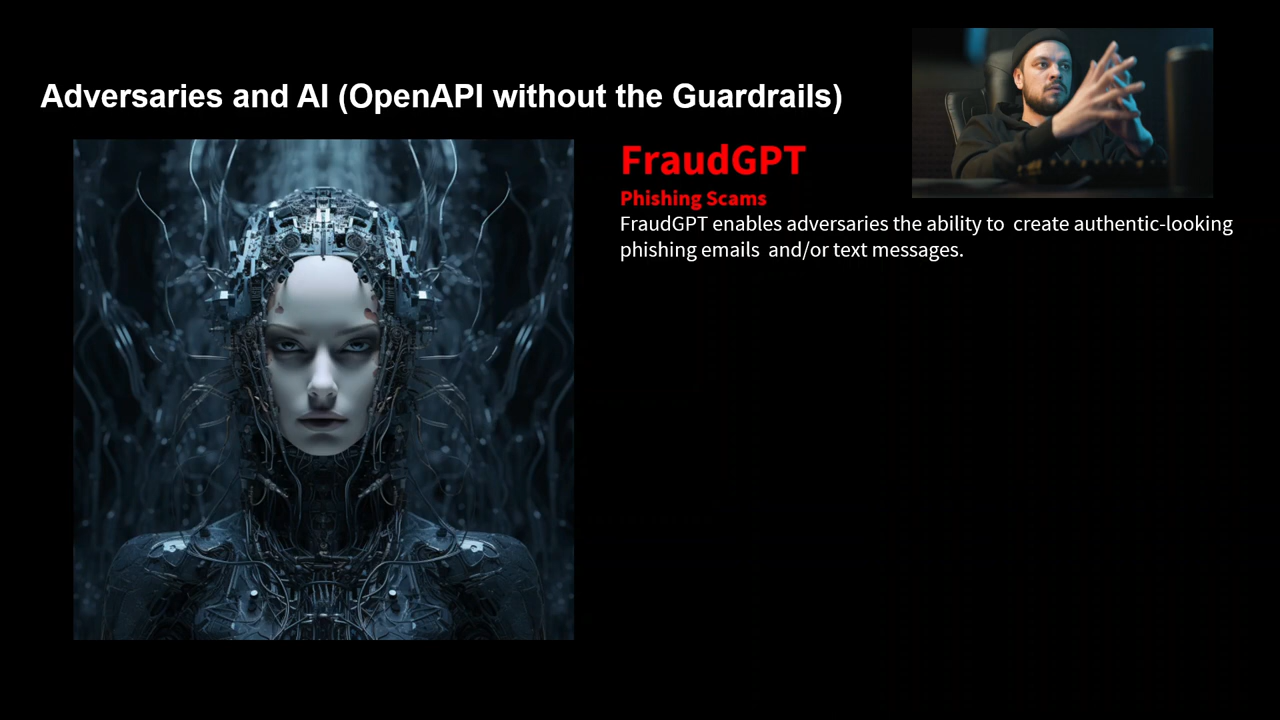 Adversaries and AI (OpenAPI without the Guardrails)
FraudGPT
Phishing Scams
FraudGPT enables adversaries the ability to  create authentic-looking
phishing emails  and/or text messages.